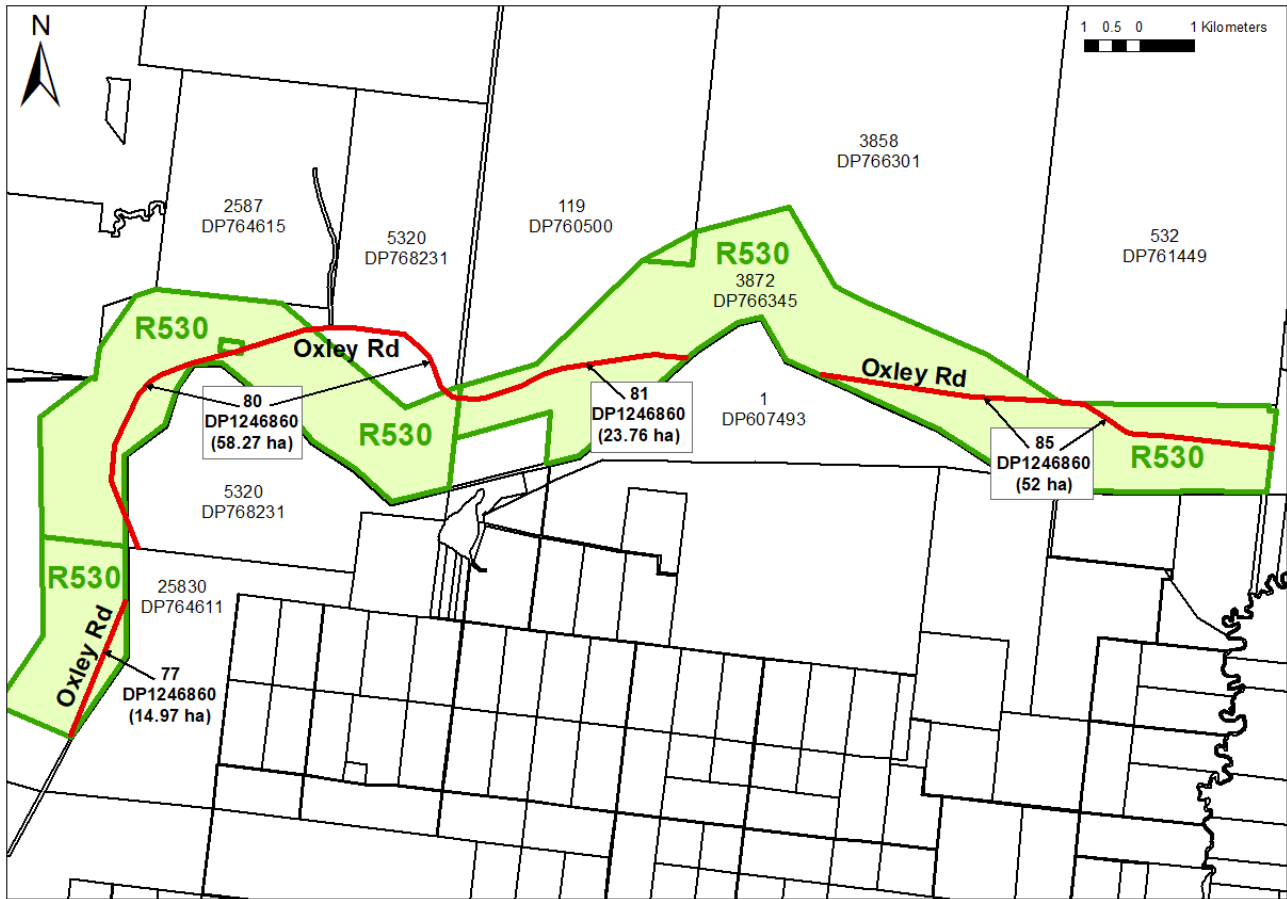 N
1 0.5 0 1 Kilometers
3858
DP766301
2587
DP764615
119
DP760500
5320
DP768231
532
DP761449
R530
3872
DP766345
R530
Oxley Rd
Oxley Rd
80
DP1246860
(58.27 ha)
81
DP1246860
(23.76 ha)
1
DP607493
R530
85
DP1246860
(52 ha)
R530
5320
DP768231
R530
25830
DP764611
Oxley Rd
77
DP1246860
(14.97 ha)